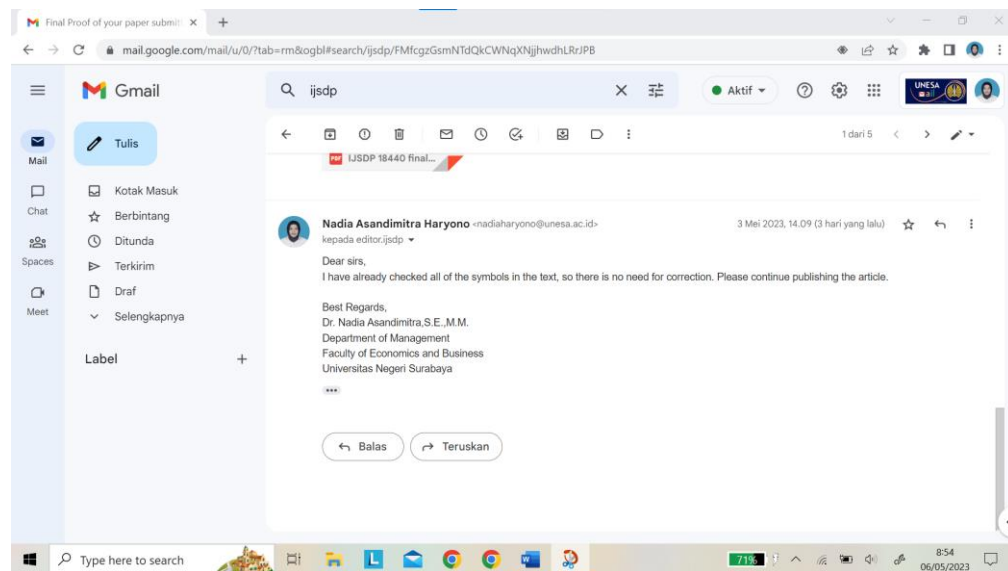 Final Proof of your paper submit
mail.google.com/mail/u/0/?tab=rm&ogbl#search/ijsdp/FMfcgzGsmNTdQkCWNqXNjjhwdhLRrJPB
Gmail
ijsdp
Aktif
UNESA
Mail
Tulis
1 dari 5
PDF IJSDP 18440 final...
Mail
Chat
Spaces
Meet
Kotak Masuk
Berbintang
Ditunda
Terkirim
Draf
Selengkapnya
Label
Nadia Asandimitra Haryono <nadiaharyono@unesa.ac.id>
3 Mei 2023, 14.09 (3 hari yang lalu)
kepada editor.ijsdp
Dear sirs,
I have already checked all of the symbols in the text, so there is no need for correction. Please continue publishing the article.
Best Regards,
Dr. Nadia Asandimitra,S.E.,M.M.
Department of Management
Faculty of Economics and Business
Universitas Negeri Surabaya
Balas
Teruskan
Type here to search
L
71%
8:54
06/05/2023